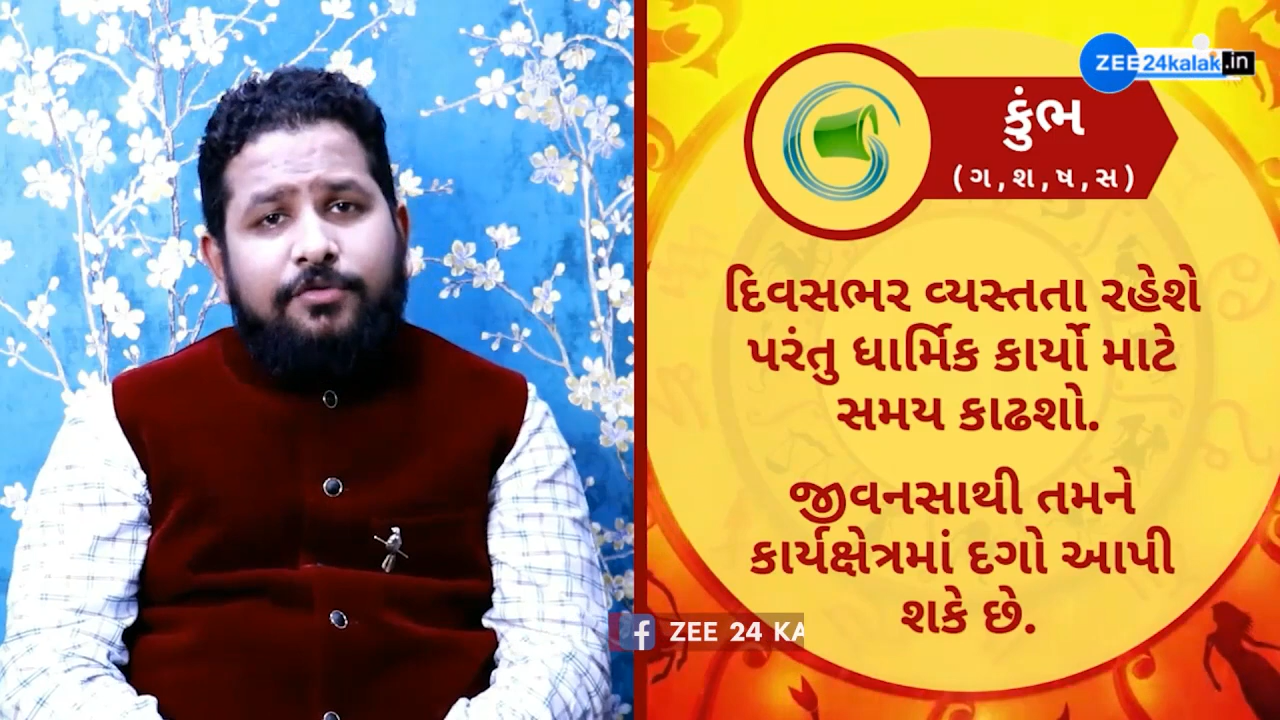 ZEE24kalak.in
કુંભ
(ગ,શ,ષ,સ)
દિવસભર વ્યસ્તતા રહેશે
પરંતુ ધાર્મિક કાર્યો માટે
સમય કાઢશો.
જીવનસાથી તમને
કાર્યક્ષેત્રમાં દગો આપી
શકે છે.
f ZEE 24 KA